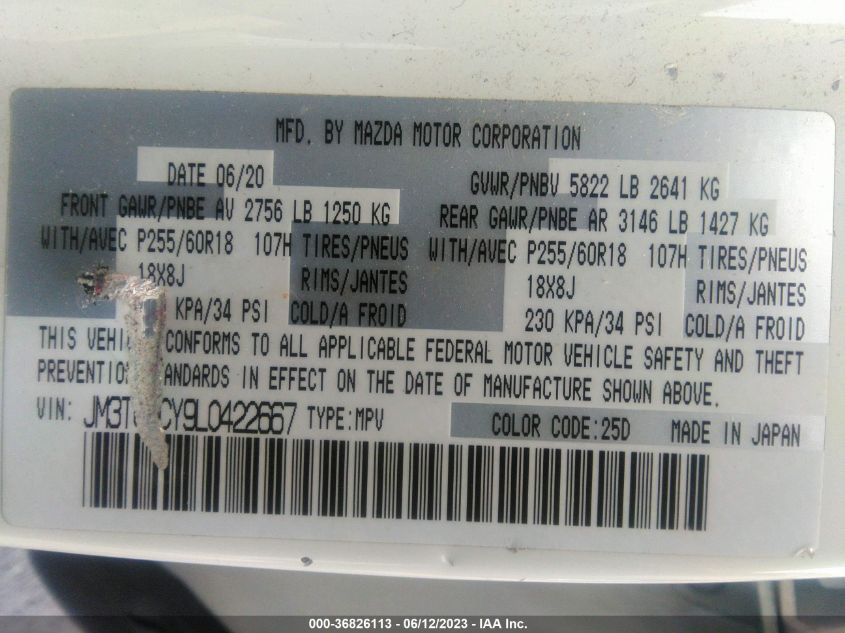 MFD. BY MAZDA MOTOR CORPORATION
DATE 06/20
GVWR/PNBV 5822 LB 2641 KG
FRONT GAWR/PNBE AV 2756 LB 1250 KG
REAR GAWR/PNBE AR 3146 LB 1427 KG
WITH/AVEC P255/60R18 107H TIRES/PNEUS
WITH/AVEC P255/60R18 107H TIRES/PNEUS
18X8J RIMS/JANTES
18X8J RIMS/JANTES
KPA/34 PSI COLD/A FROID
230 KPA/34 PSI COLD/A FROID
THIS CONFORMS TO ALL APPLICABLE FEDERAL MOTOR VEHICLE SAFETY AND THEFT
STANDARDS IN EFFECT ON THE DATE OF MANUFACTURE SHOWN ABOVE.
VIN: TYPE:MPV COLOR CODE:25D MADE IN JAPAN
000-36826113 - 06/12/2023 - IAA Inc.